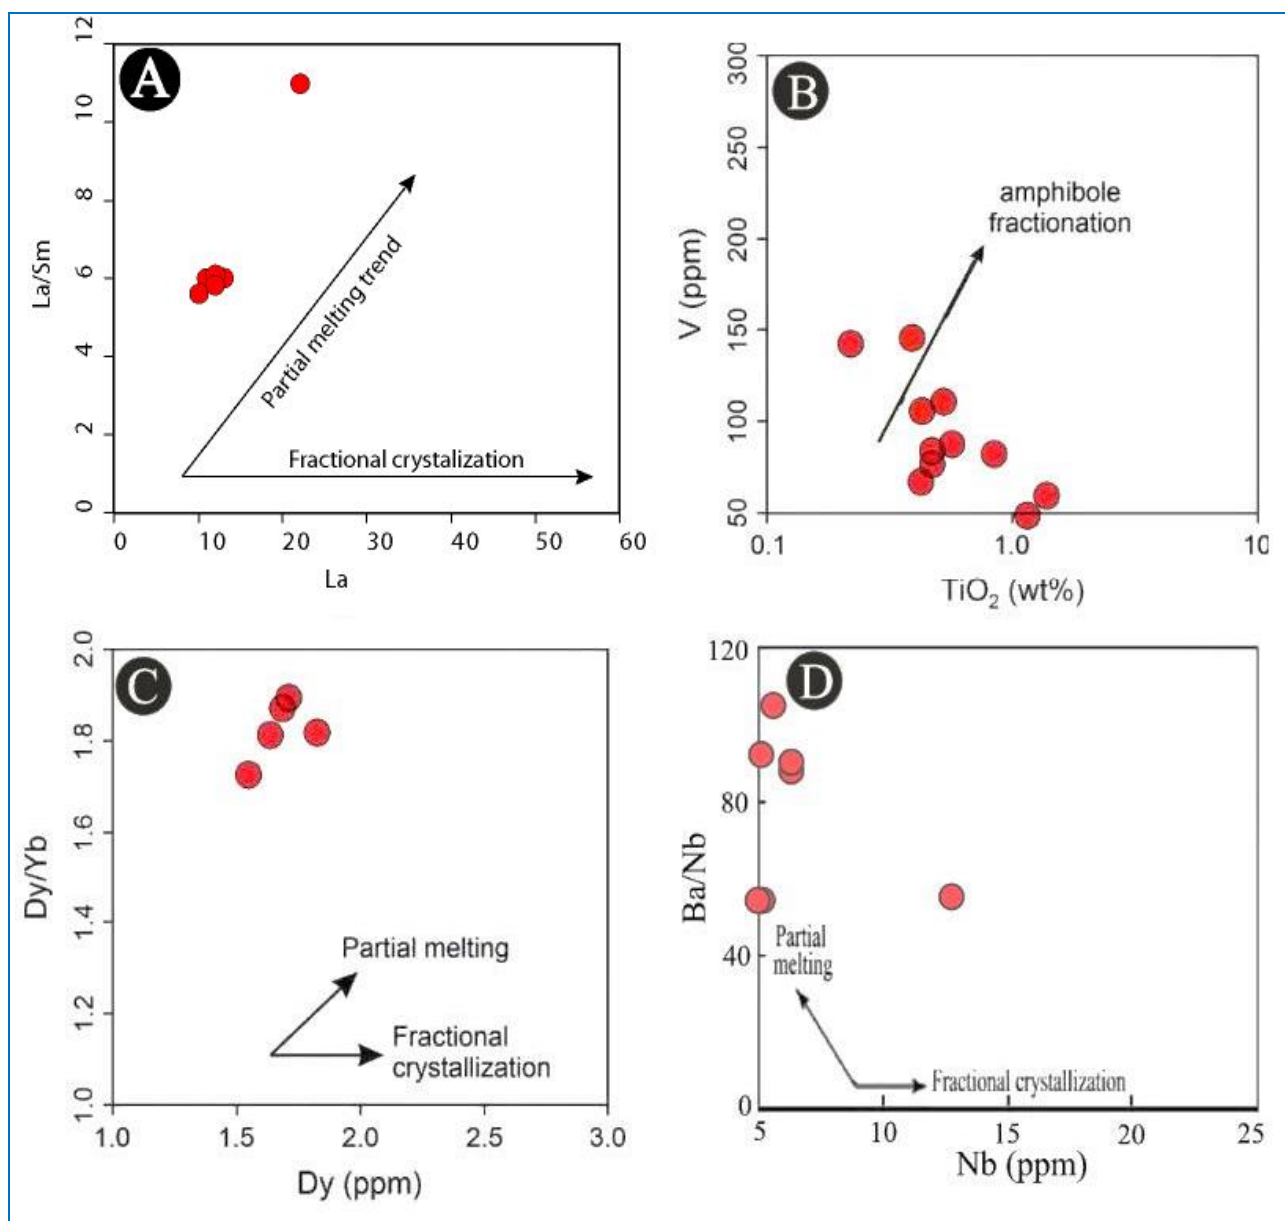 A
12
10
8
6
4
2
0
La/Sm
Partial melting trend
Fractional crystalization
0 10 20 30 40 50 60
La
B
300
250
200
150
100
50
V (ppm)
amphibole
fractionation
0.1 1.0 10
TiO₂ (wt%)
C
2.0
1.8
1.6
1.4
1.2
1.0
Dy/Yb
Partial melting
Fractional
crystallization
1.0 1.5 2.0 2.5 3.0
Dy (ppm)
D
120
80
40
0
Ba/Nb
Partial
melting
Fractional crystallization
5 10 15 20 25
Nb (ppm)